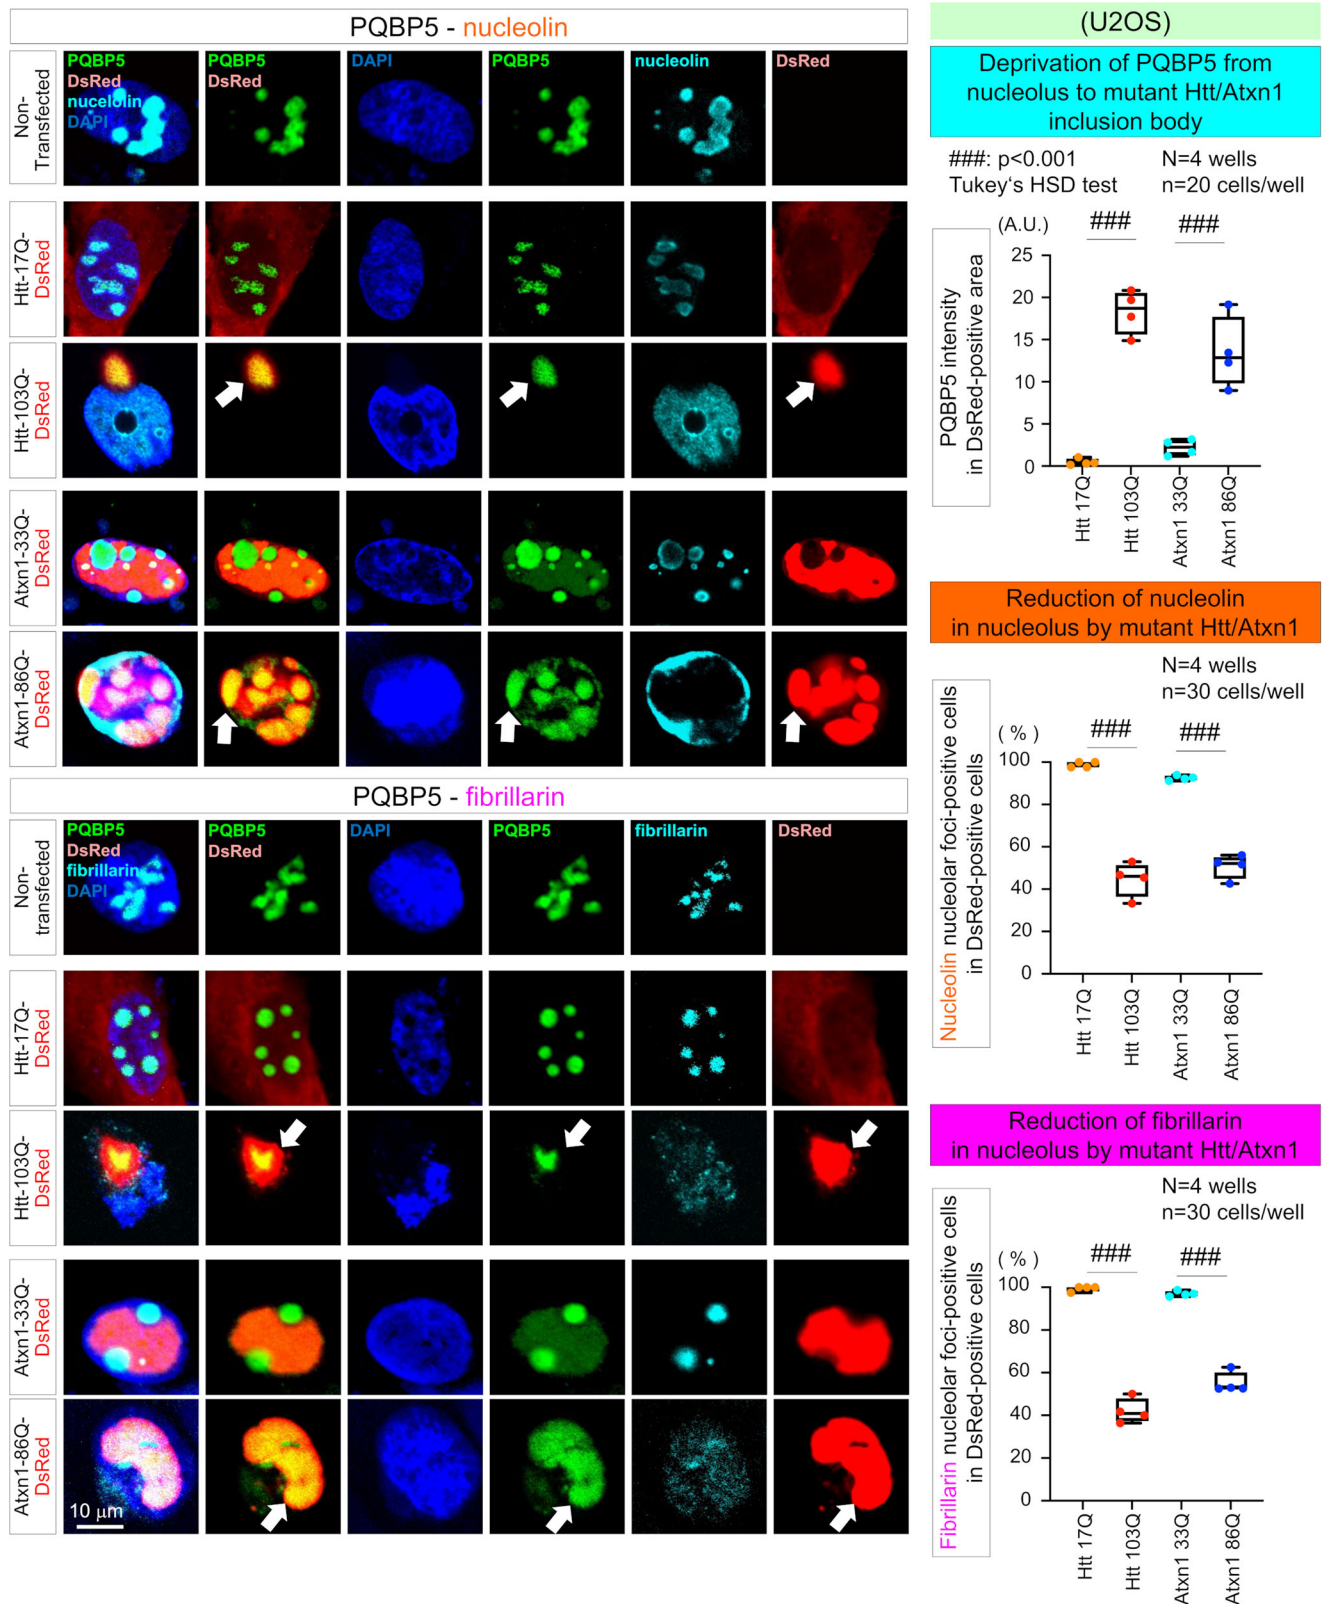 PQBP5 - nucleolin
PQBP5
DsRed
nucelolin
DAPI
PQBP5
DsRed
DAPI
PQBP5
nucleolin
DsRed
Non-
Transfected
Htt-17Q-
DsRed
Htt-103Q-
DsRed
Atxn1-33Q-
DsRed
Atxn1-86Q-
DsRed
PQBP5 - fibrillarin
PQBP5
DsRed
fibrillarin
DAPI
PQBP5
DsRed
DAPI
PQBP5
fibrillarin
DsRed
Non-
transfected
Htt-17Q-
DsRed
Htt-103Q-
DsRed
Atxn1-33Q-
DsRed
Atxn1-86Q-
DsRed
10 μm
(U2OS)
Deprivation of PQBP5 from
nucleolus to mutant Htt/Atxn1
inclusion body
###: p<0.001
Tukey‘s HSD test
N=4 wells
n=20 cells/well
(A.U.)
### ###
PQBP5 intensity
in DsRed-positive area
25
20
15
10
5
0
Htt 17Q
Htt 103Q
Atxn1 33Q
Atxn1 86Q
Reduction of nucleolin
in nucleolus by mutant Htt/Atxn1
N=4 wells
n=30 cells/well
( % )
### ###
Nucleolin nucleolar foci-positive cells
in DsRed-positive cells
100
80
60
40
20
0
Htt 17Q
Htt 103Q
Atxn1 33Q
Atxn1 86Q
Reduction of fibrillarin
in nucleolus by mutant Htt/Atxn1
N=4 wells
n=30 cells/well
( % )
### ###
Fibrillarin nucleolar foci-positive cells
in DsRed-positive cells
100
80
60
40
20
0
Htt 17Q
Htt 103Q
Atxn1 33Q
Atxn1 86Q